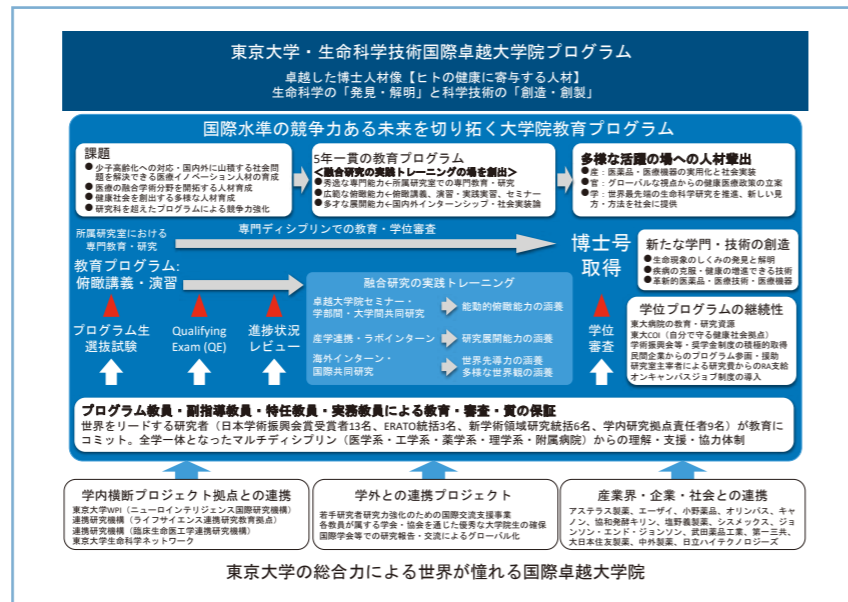 東京大学・生命科学技術国際卓越大学院プログラム
卓越した博士人材像【ヒトの健康に寄与する人材】
生命科学の「発見・解明」と科学技術の「創造・創製」
国際水準の競争力ある未来を切り拓く大学院教育プログラム
課題
●少子高齢化への対応・国内外に山積する社会問
題を解決できる医療イノベーション人材の育成
●医療の融合学術分野を開拓する人材育成
●健康社会を創出する多様な人材育成
●研究科を超えたプログラムによる競争力強化
5年一貫の教育プログラム
＜融合研究の実践トレーニングの場を創出＞
●秀逸な専門能力←所属研究室での専門教育・研究
●広範な俯瞰能力←俯瞰講義、演習・実践実習、セミナー
●多才な展開能力←国内外インターンシップ・社会実装論
多様な活躍の場への人材輩出
●産：医薬品・医療機器の実用化と社会実装
●官：グローバルな視点からの健康医療政策の立案
●学：世界最先端の生命科学研究を推進、新しい見
方・方法を社会に提供
所属研究室における
専門教育・研究
専門ディシプリンでの教育・学位審査
博士号
取得
新たな学門・技術の創造
●生命現象のしくみの発見と解明
●疾病の克服・健康の増進できる技術
●革新的医薬品・医療技術・医療機器
教育プログラム:
俯瞰講義・演習
融合研究の実践トレーニング
卓越大学院セミナー・
学部間・大学間共同研究
能動的俯瞰能力の涵養
産学連携・ラボインターン
研究展開能力の涵養
海外インターン・
国際共同研究
世界先導力の涵養
多様な世界観の涵養
プログラム生
選抜試験
Qualifying
Exam (QE)
進捗状況
レビュー
学位
審査
学位プログラムの継続性
東大病院の教育・研究資源
東大COI（自分で守る健康社会拠点）
学術振興会等・奨学金制度の積極的取得
民間企業からのプログラム参画・援助
研究室主宰者による研究費からのRA支給
オンキャンパスジョブ制度の導入
プログラム教員・副指導教員・特任教員・実務教員による教育・審査・質の保証
世界をリードする研究者（日本学術振興会賞受賞者13名、ERATO統括3名、新学術領域研究統括6名、学内研究拠点責任者9名）が教育に
コミット。全学一体となったマルチディシプリン（医学系・工学系・薬学系・理学系・附属病院）からの理解・支援・協力体制
学内横断プロジェクト拠点との連携
東京大学WPI（ニューロインテリジェンス国際研究機構）
連携研究機構（ライフサイエンス連携研究教育拠点）
連携研究機構（臨床生命医工学連携研究機構）
東京大学生命科学ネットワーク
学外との連携プロジェクト
若手研究者研究力強化のための国際交流支援事業
各教員が属する学会・協会を通じた優秀な大学院生の確保
国際学会等での研究報告・交流によるグローバル化
産業界・企業・社会との連携
アステラス製薬、エーザイ、小野薬品、オリンパス、キャ
ノン、協和発酵キリン、塩野義製薬、シスメックス、ジョ
ンソン・エンド・ジョンソン、武田薬品工業、第一三共、
大日本住友製薬、中外製薬、日立ハイテクノロジーズ
東京大学の総合力による世界が憧れる国際卓越大学院